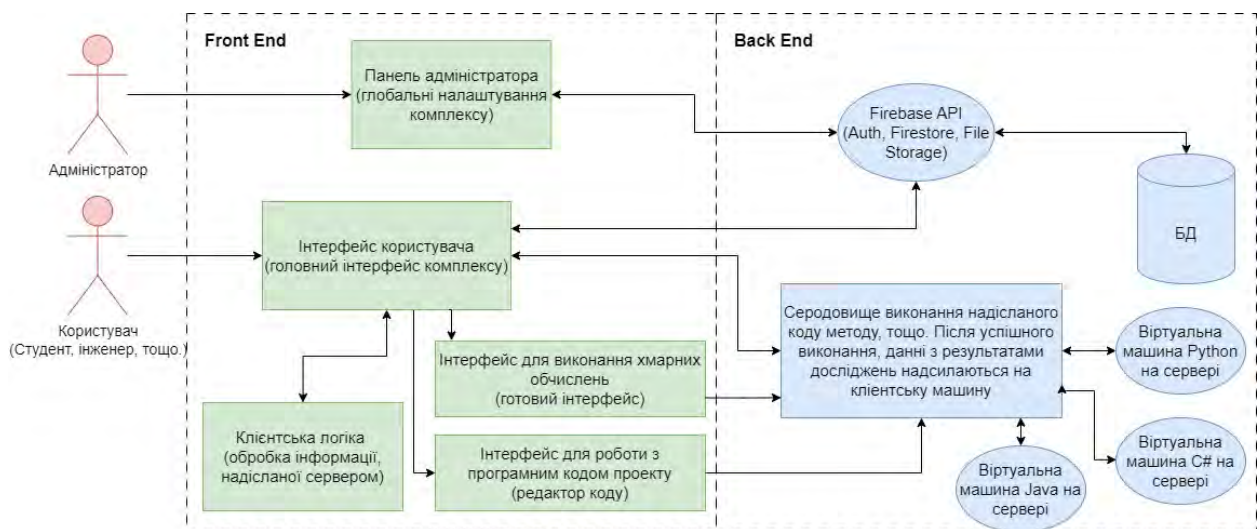 Front End
Back End
Панель адміністратора
(глобальні налаштування
комплексу)
Firebase API
(Auth, Firestore, File
Storage)
Адміністратор
БД
Інтерфейс користувача
(головний інтерфейс комплексу)
Користувач
(Студент, інженер, тощо.)
Серодовище виконання надісланого
коду методу, тощо. Після успішного
виконання, данні з результатами
досліджень надсилаються на
клієнтську машину
Віртуальна
машина Python
на сервері
Інтерфейс для виконання хмарних
обчислень
(готовий інтерфейс)
Клієнтська логіка
(обробка інформації,
надісланої сервером)
Інтерфейс для роботи з
програмним кодом проекту
(редактор коду)
Віртуальна
машина Java на
сервері
Віртуальна
машина C# на
сервері